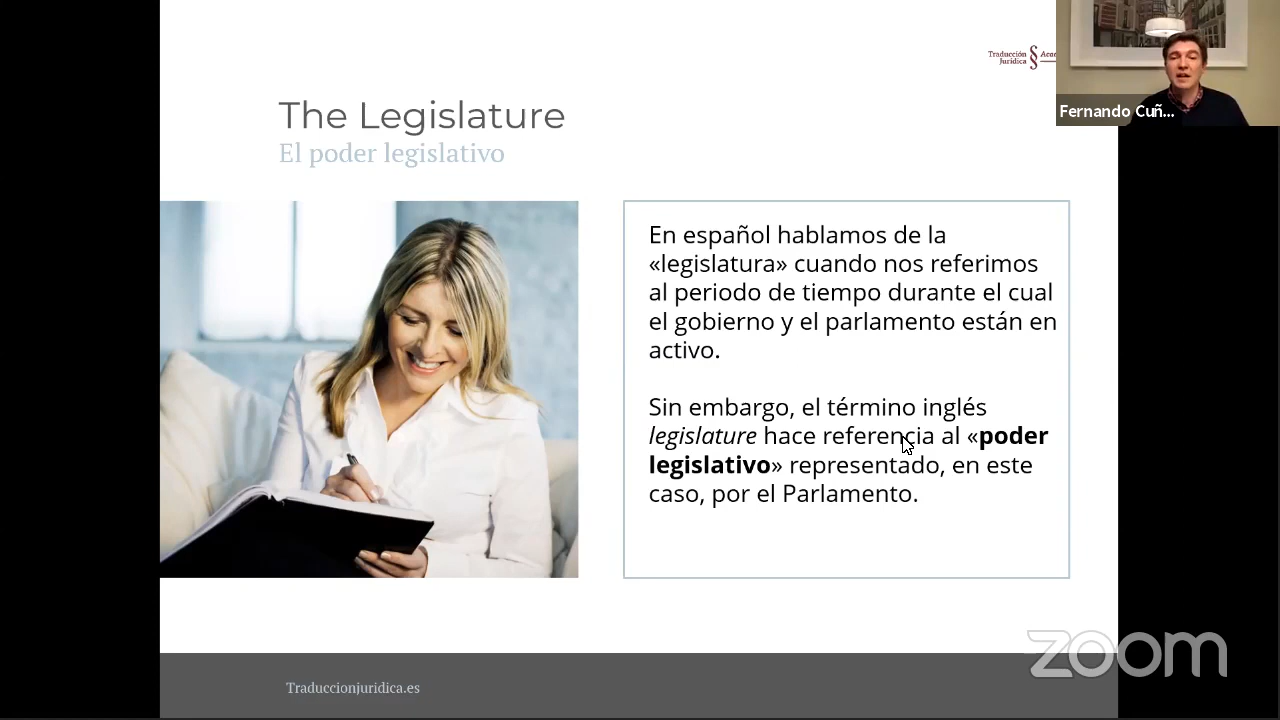 Traducción
Jurídica
§
The Legislature
El poder legislativo
Fernando Cuñ...
En español hablamos de la
«legislatura» cuando nos referimos
al periodo de tiempo durante el cual
el gobierno y el parlamento están en
activo.
Sin embargo, el término inglés
legislature hace referencia al «poder
legislativo» representado, en este
caso, por el Parlamento.
zoom
Traduccionjuridica.es